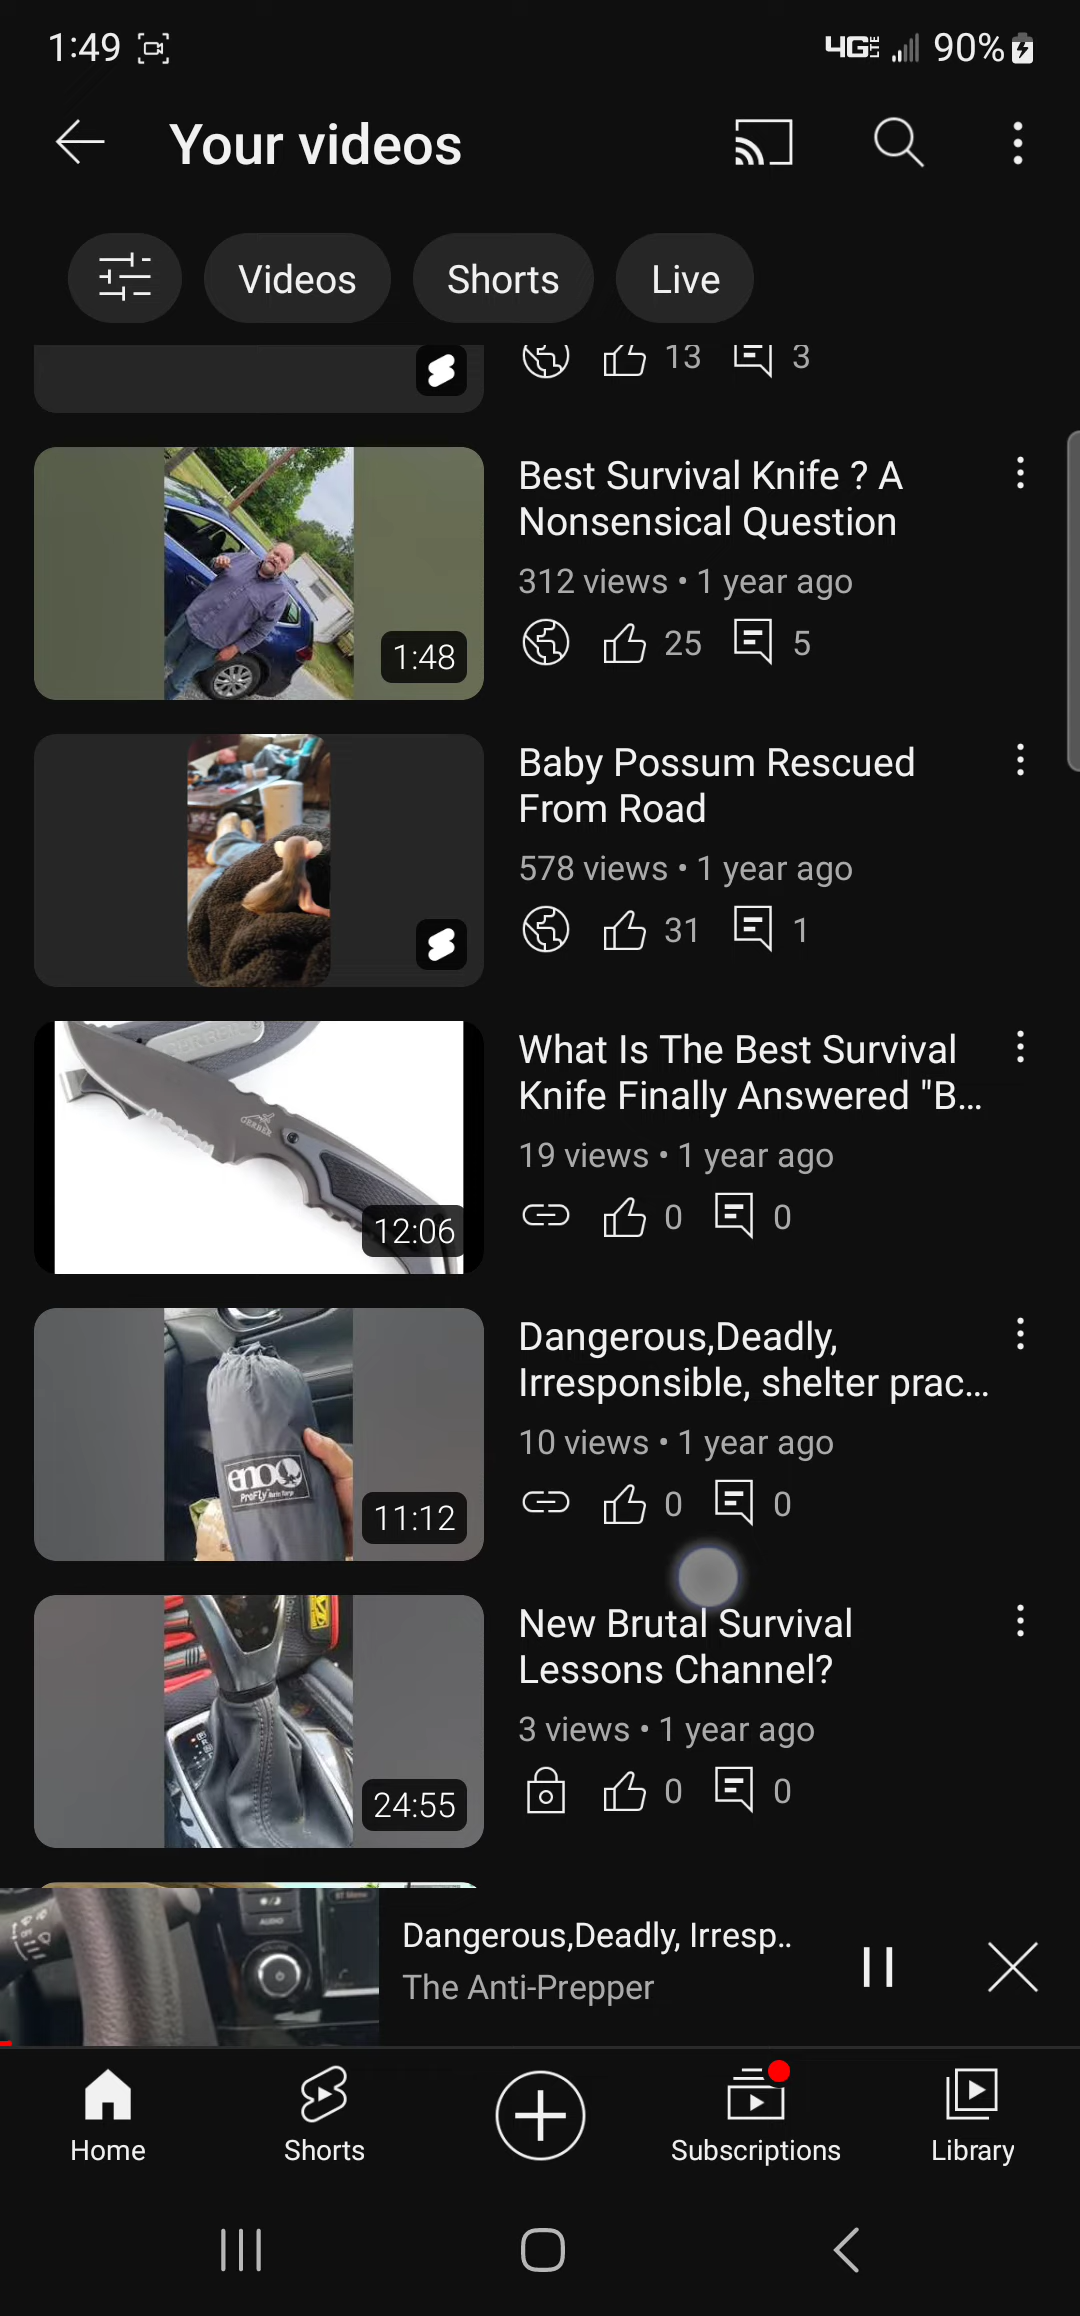 1:49
4G LTE 90%
Your videos
Videos Shorts Live
13 3
Best Survival Knife ? A
Nonsensical Question
312 views • 1 year ago
25 5
1:48
Baby Possum Rescued
From Road
578 views • 1 year ago
31 1
What Is The Best Survival
Knife Finally Answered "B...
19 views • 1 year ago
0 0
GERBER
12:06
Dangerous,Deadly,
Irresponsible, shelter prac...
10 views • 1 year ago
0 0
eno
ProFly
11:12
New Brutal Survival
Lessons Channel?
3 views • 1 year ago
0 0
24:55
AUDIO
Dangerous,Deadly, Irresp..
The Anti-Prepper
Home Shorts Subscriptions Library